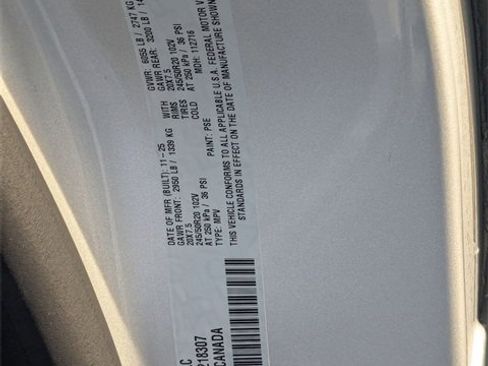 GVWR: 6055 LB / 2747 KG
GAWR REAR: 3200 LB / 14
WITH 20X7.5
RIMS 245/50R20 102V
TIRES AT 250 kPa / 36 PSI
COLD MDH: 112716
DATE OF MFR (BUILT): 11-25
GAWR FRONT: 2950 LB / 1339 KG
20X7.5
245/50R20 102V
AT 250 kPa / 36 PSI
TYPE: MPV PAINT: PSE
THIS VEHICLE CONFORMS TO ALL APPLICABLE U.S.A. FEDERAL MOTOR V
STANDARDS IN EFFECT ON THE DATE OF MANUFACTURE SHOWN
218307
CANADA